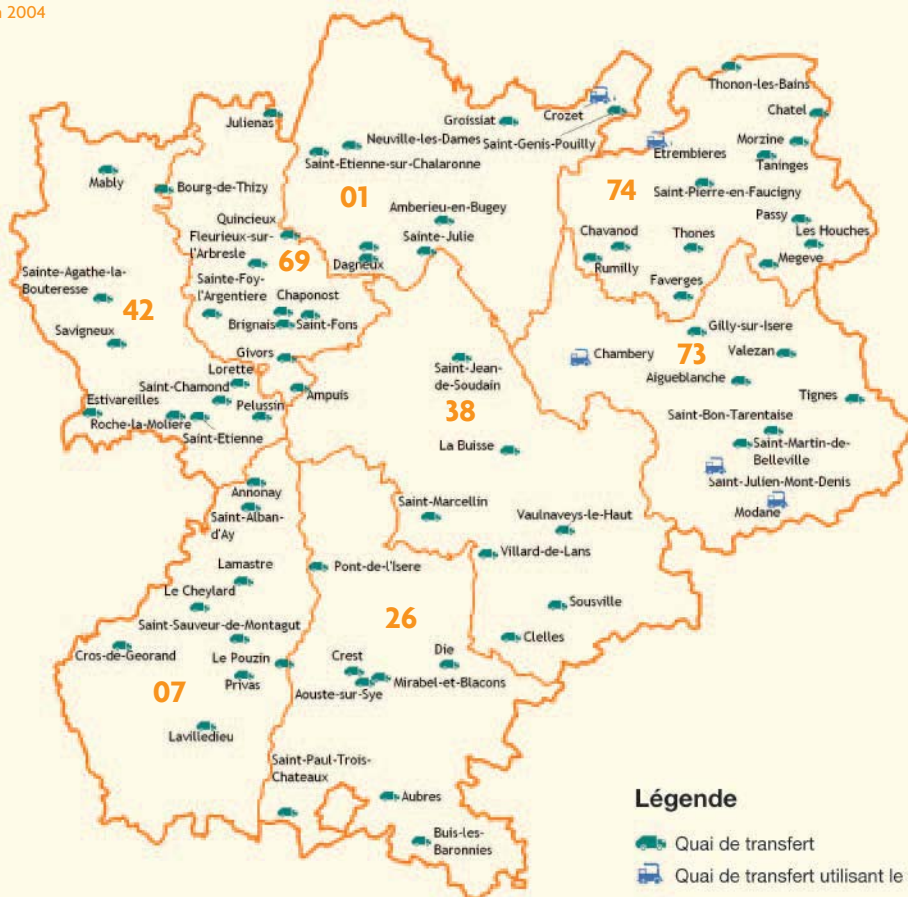 2004
Thonon-les-Bains
Julienas
Groissiat
Crozet
Chatel
Neuville-les-Dames
Saint-Genis-Pouilly
Morzine
Saint-Etienne-sur-Chalaronne
Etrembieres
Taninges
Mably
Bourg-de-Thizy
01
74
Saint-Pierre-en-Faucigny
Quincieux
Amberieu-en-Bugey
Passy
Fleurieux-sur-
l'Arbresle
Sainte-Julie
Chavanod
Thones
Les Houches
69
Dagneux
Rumilly
Megeve
Sainte-Agathe-la-
Bouteresse
Sainte-Foy-
l'Argentiere
Chaponost
Faverges
42
Brignais
Saint-Fons
Savigneux
Gilly-sur-Isere
Givors
Chambery
73
Valezan
Lorette
Saint-Jean-
de-Soudain
Aigueblanche
Saint-Chamond
Ampuis
Tignes
Estivareilles
Pelussin
38
Saint-Bon-Tarentaise
Roche-la-Moliere
Saint-Etienne
La Buisse
Saint-Martin-de-
Belleville
Saint-Julien-Mont-Denis
Annonay
Saint-Marcellin
Modane
Saint-Alban-
d'Ay
Vaulnaveys-le-Haut
Villard-de-Lans
Lamastre
Pont-de-l'Isere
Le Cheylard
Sousville
Saint-Sauveur-de-Montagut
26
Clelles
Cros-de-Georand
Le Pouzin
Crest
Die
Privas
Mirabel-et-Blacons
07
Aouste-sur-Sye
Lavilledieu
Saint-Paul-Trois-
Chateaux
Aubres
Buis-les-
Baronnies
Légende
Quai de transfert
Quai de transfert utilisant le